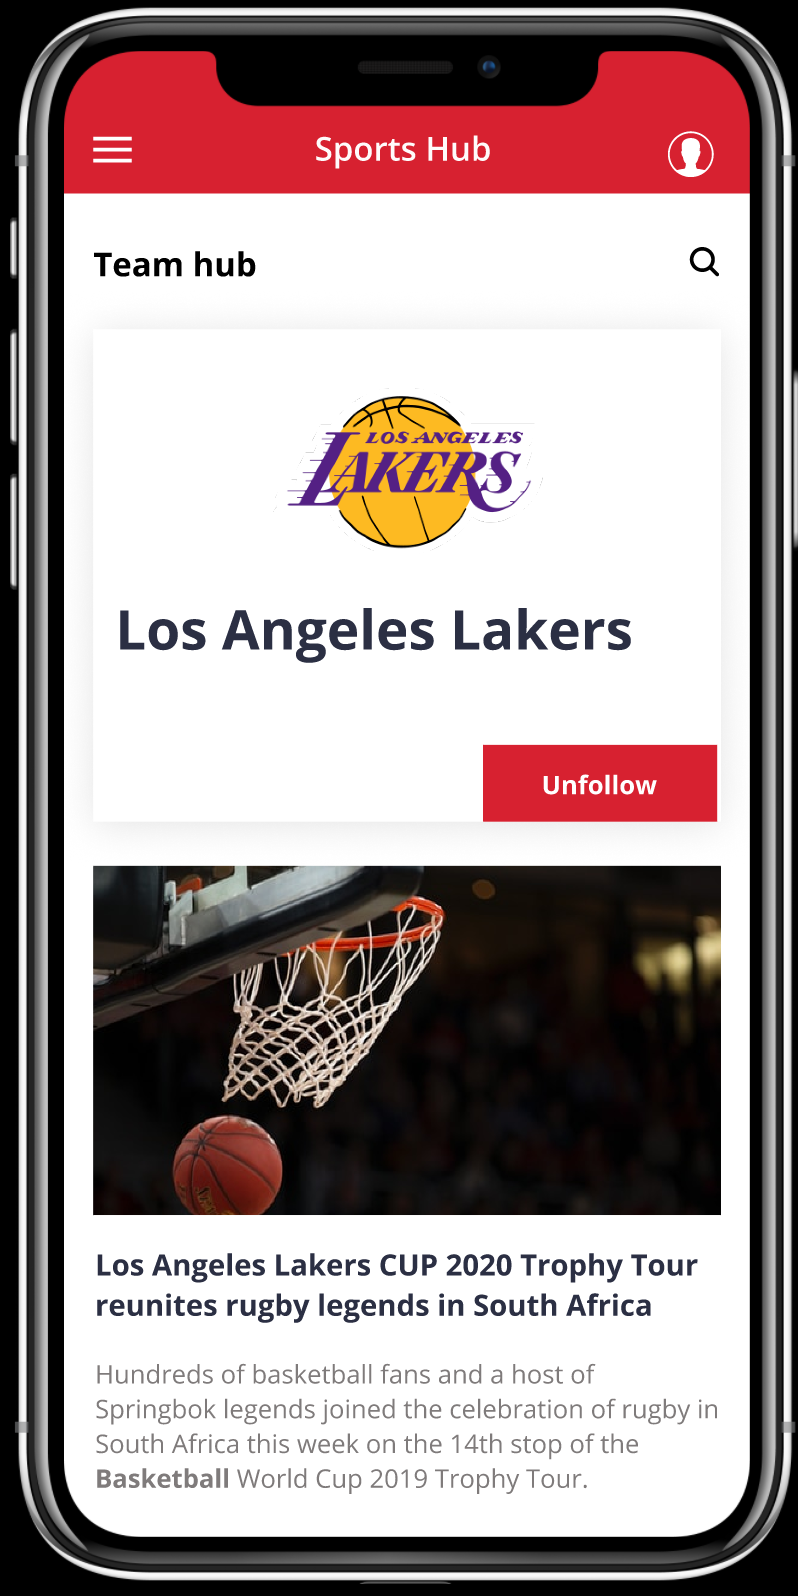 Sports Hub
Team hub
LOS ANGELES
LAKERS
Los Angeles Lakers
Unfollow
Los Angeles Lakers CUP 2020 Trophy Tour
reunites rugby legends in South Africa
Hundreds of basketball fans and a host of
Springbok legends joined the celebration of rugby in
South Africa this week on the 14th stop of the
Basketball World Cup 2019 Trophy Tour.